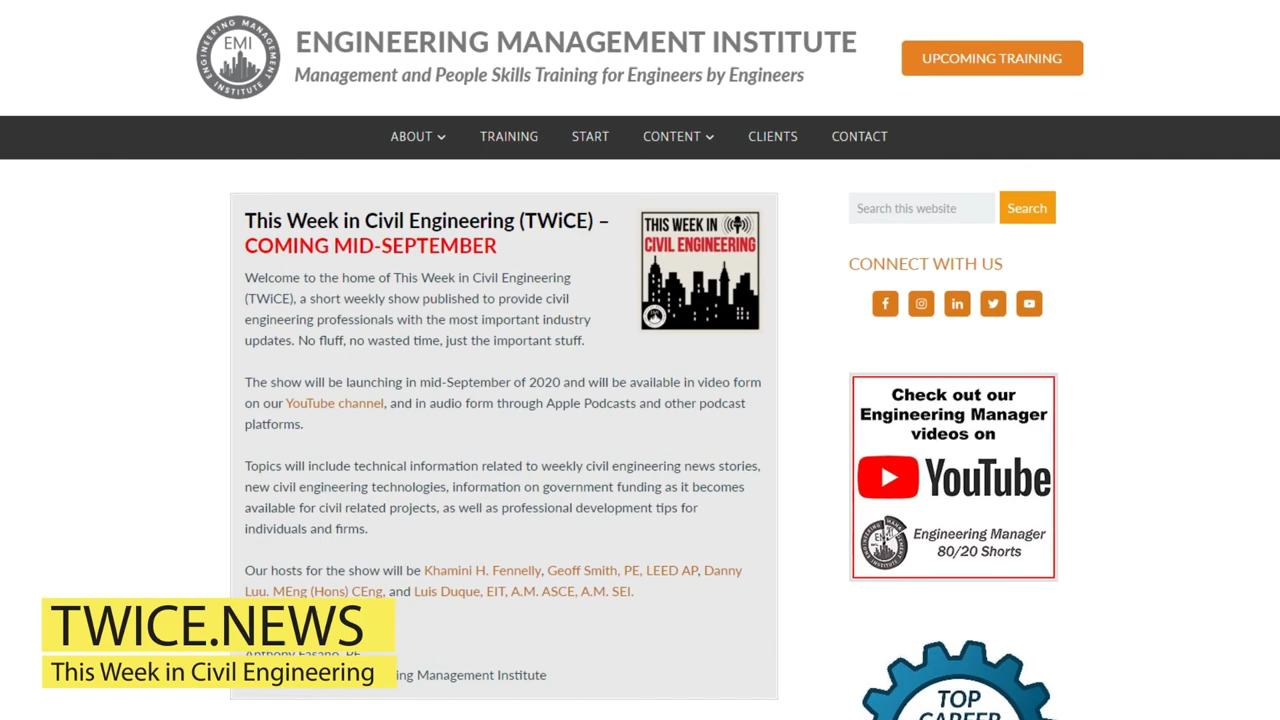 ENGINEERING MANAGEMENT INSTITUTE
EMI
ENGINEERING MANAGEMENT INSTITUTE
Management and People Skills Training for Engineers by Engineers
UPCOMING TRAINING
ABOUT
TRAINING
START
CONTENT
CLIENTS
CONTACT
This Week in Civil Engineering (TWiCE) –
COMING MID-SEPTEMBER
Welcome to the home of This Week in Civil Engineering
(TWiCE), a short weekly show published to provide civil
engineering professionals with the most important industry
updates. No fluff, no wasted time, just the important stuff.
THIS WEEK IN
CIVIL ENGINEERING
The show will be launching in mid-September of 2020 and will be available in video form
on our YouTube channel, and in audio form through Apple Podcasts and other podcast
platforms.
Topics will include technical information related to weekly civil engineering news stories,
new civil engineering technologies, information on government funding as it becomes
available for civil related projects, as well as professional development tips for
individuals and firms.
Our hosts for the show will be Khamini H. Fennelly, Geoff Smith, PE, LEED AP, Danny
Luu, MEng (Hons) CEng, and Luis Duque, EIT, A.M. ASCE, A.M. SEI.
Anthony Fasano, PE
ing Management Institute
TWICE.NEWS
This Week in Civil Engineering
Search this website
Search
CONNECT WITH US
Check out our
Engineering Manager
videos on
YouTube
Engineering Manager
80/20 Shorts
TOP
CAREER